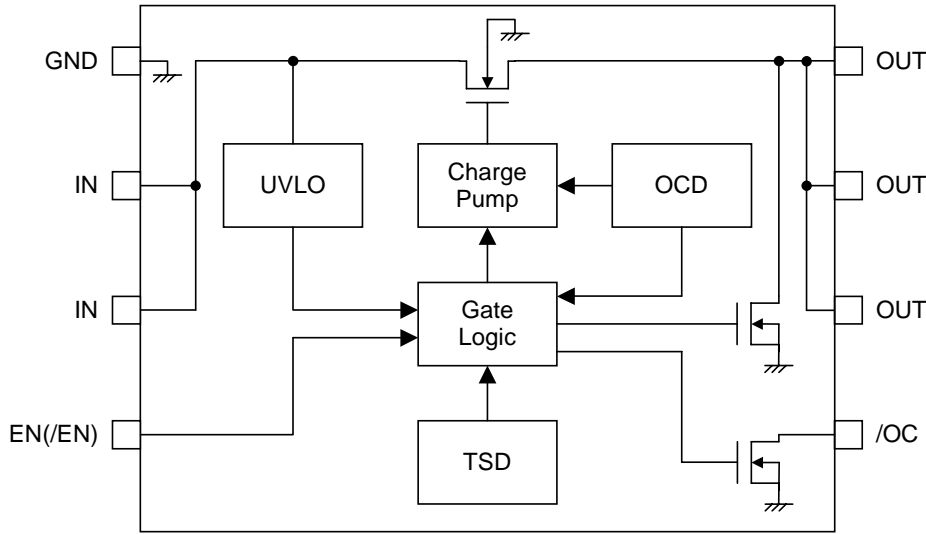 GND
OUT
IN
UVLO
Charge
Pump
OCD
OUT
IN
Gate
Logic
OUT
EN(/EN)
TSD
/OC